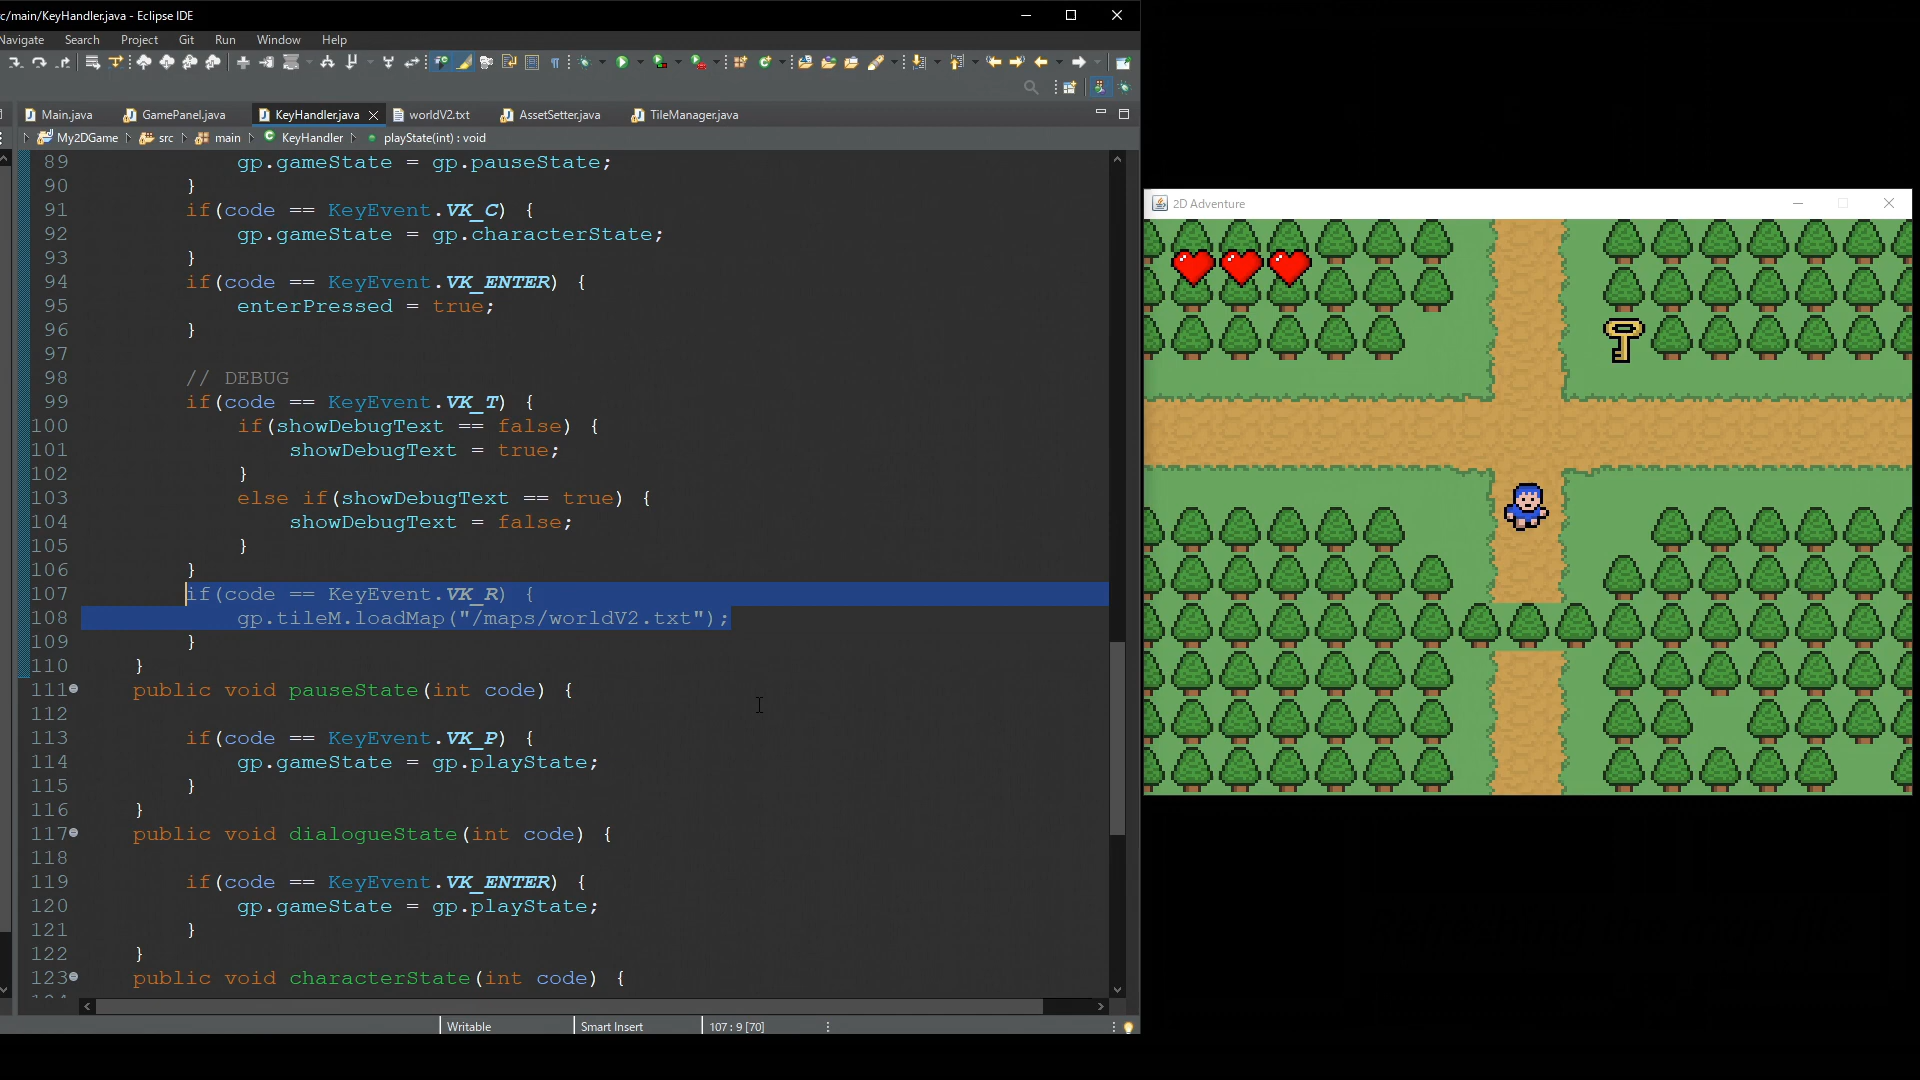 c/main/KeyHandler.java - Eclipse IDE
Navigate Search Project Git Run Window Help
Main.java GamePanel.java KeyHandler.java worldV2.txt AssetSetter.java TileManager.java
My2DGame src main KeyHandler playState(int) : void
89 gp.gameState = gp.pauseState;
90 }
91 if(code == KeyEvent.VK_C) {
92 gp.gameState = gp.characterState;
93 }
94 if(code == KeyEvent.VK_ENTER) {
95 enterPressed = true;
96 }
97
98 // DEBUG
99 if(code == KeyEvent.VK_T) {
100 if(showDebugText == false) {
101 showDebugText = true;
102 }
103 else if(showDebugText == true) {
104 showDebugText = false;
105 }
106 }
107 if(code == KeyEvent.VK_R) {
108 gp.tileM.loadMap("/maps/worldV2.txt");
109 }
110 }
111 public void pauseState(int code) {
112
113 if(code == KeyEvent.VK_P) {
114 gp.gameState = gp.playState;
115 }
116 }
117 public void dialogueState(int code) {
118
119 if(code == KeyEvent.VK_ENTER) {
120 gp.gameState = gp.playState;
121 }
122 }
123 public void characterState(int code) {
Writable Smart Insert 107 : 9 [70]
2D Adventure